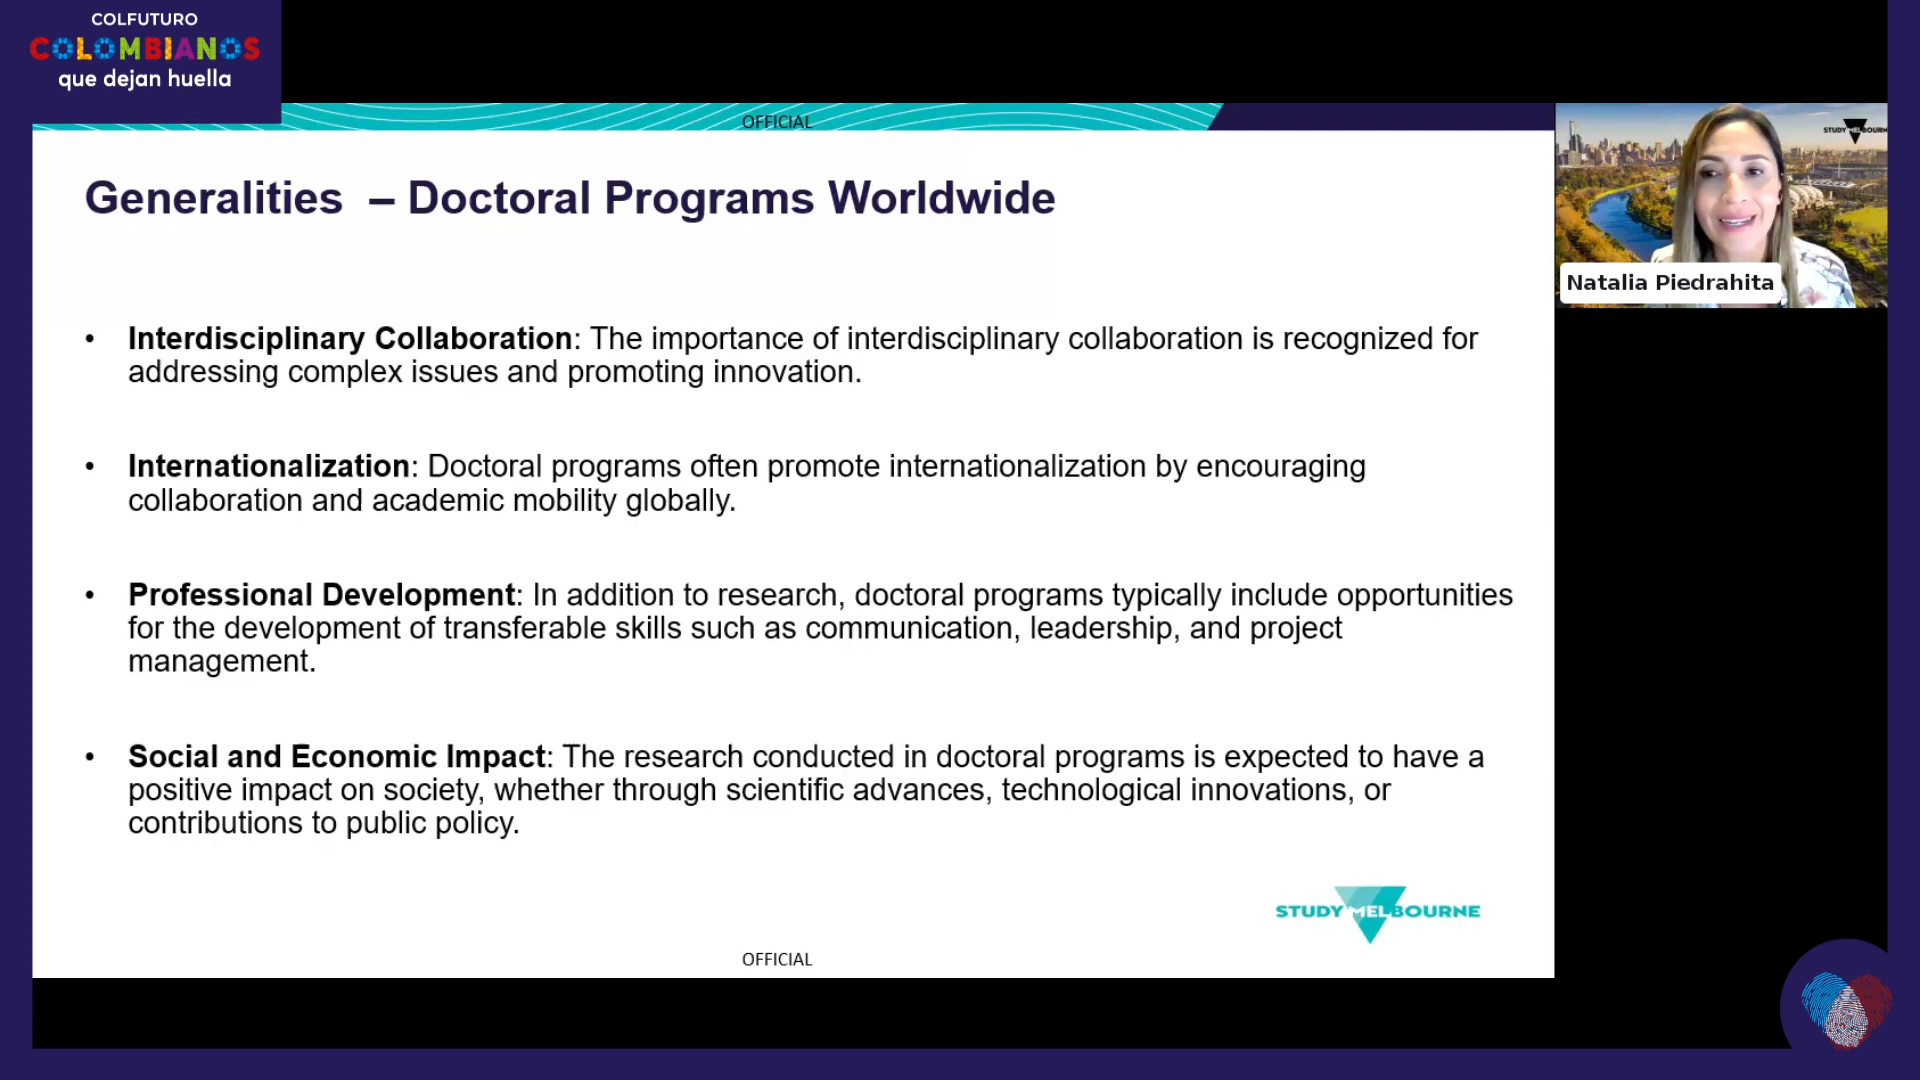 COLFUTURO
COLOMBIANOS
que dejan huella
OFFICIAL
Generalities – Doctoral Programs Worldwide
• Interdisciplinary Collaboration: The importance of interdisciplinary collaboration is recognized for
addressing complex issues and promoting innovation.
• Internationalization: Doctoral programs often promote internationalization by encouraging
collaboration and academic mobility globally.
• Professional Development: In addition to research, doctoral programs typically include opportunities
for the development of transferable skills such as communication, leadership, and project
management.
• Social and Economic Impact: The research conducted in doctoral programs is expected to have a
positive impact on society, whether through scientific advances, technological innovations, or
contributions to public policy.
STUDY MELBOURNE
OFFICIAL
STUDY MELBOURN
Natalia Piedrahita